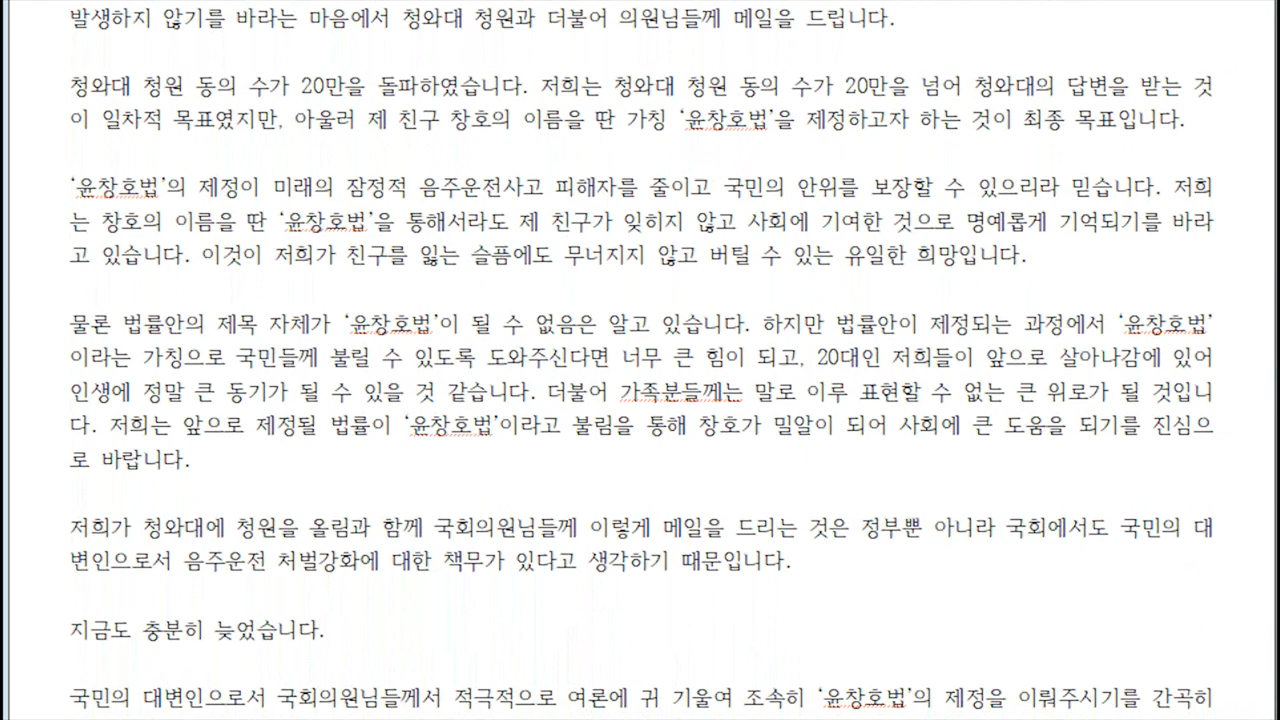 발생하지 않기를 바라는 마음에서 청와대 청원과 더불어 의원님들께 메일을 드립니다.
청와대 청원 동의 수가 20만을 돌파하였습니다. 저희는 청와대 청원 동의 수가 20만을 넘어 청와대의 답변을 받는 것
이 일차적 목표였지만, 아울러 제 친구 창호의 이름을 딴 가칭 ‘윤창호법’을 제정하고자 하는 것이 최종 목표입니다.
‘윤창호법’의 제정이 미래의 잠정적 음주운전사고 피해자를 줄이고 국민의 안위를 보장할 수 있으리라 믿습니다. 저희
는 창호의 이름을 딴 ‘윤창호법’을 통해서라도 제 친구가 잊히지 않고 사회에 기여한 것으로 명예롭게 기억되기를 바라
고 있습니다. 이것이 저희가 친구를 잃는 슬픔에도 무너지지 않고 버틸 수 있는 유일한 희망입니다.
물론 법률안의 제목 자체가 ‘윤창호법’이 될 수 없음은 알고 있습니다. 하지만 법률안이 제정되는 과정에서 ‘윤창호법’
이라는 가칭으로 국민들께 불릴 수 있도록 도와주신다면 너무 큰 힘이 되고, 20대인 저희들이 앞으로 살아나감에 있어
인생에 정말 큰 동기가 될 수 있을 것 같습니다. 더불어 가족분들께는 말로 이루 표현할 수 없는 큰 위로가 될 것입니
다. 저희는 앞으로 제정될 법률이 ‘윤창호법’이라고 불림을 통해 창호가 밀알이 되어 사회에 큰 도움을 되기를 진심으
로 바랍니다.
저희가 청와대에 청원을 올림과 함께 국회의원님들께 이렇게 메일을 드리는 것은 정부뿐 아니라 국회에서도 국민의 대
변인으로서 음주운전 처벌강화에 대한 책무가 있다고 생각하기 때문입니다.
지금도 충분히 늦었습니다.
국민의 대변인으로서 국회의원님들께서 적극적으로 여론에 귀 기울여 조속히 ‘윤창호법’의 제정을 이뤄주시기를 간곡히